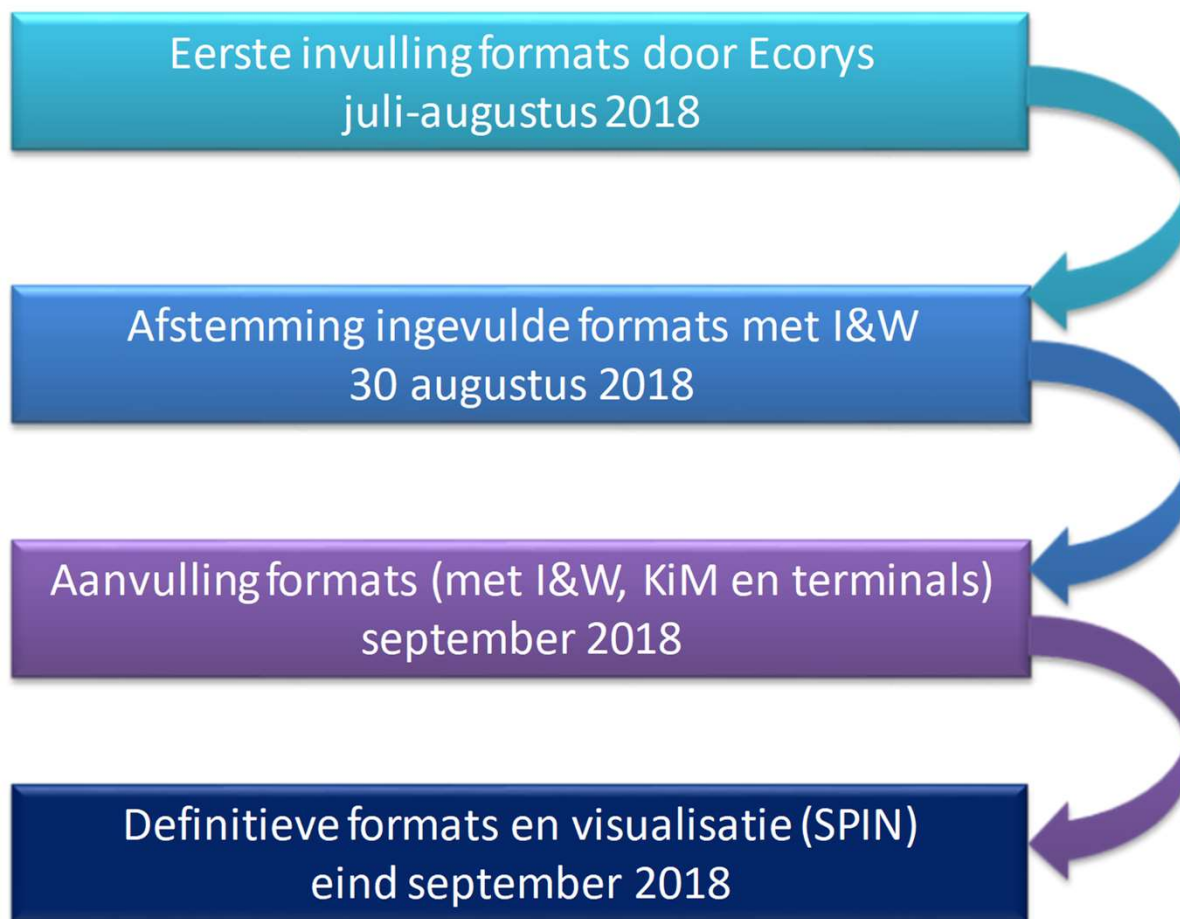 Eerste invulling formats door Ecorys
juli-augustus 2018
Afstemming ingevulde formats met I&W
30 augustus 2018
Aanvulling formats (met I&W, KiM en terminals)
september 2018
Definitieve formats en visualisatie (SPIN)
eind september 2018